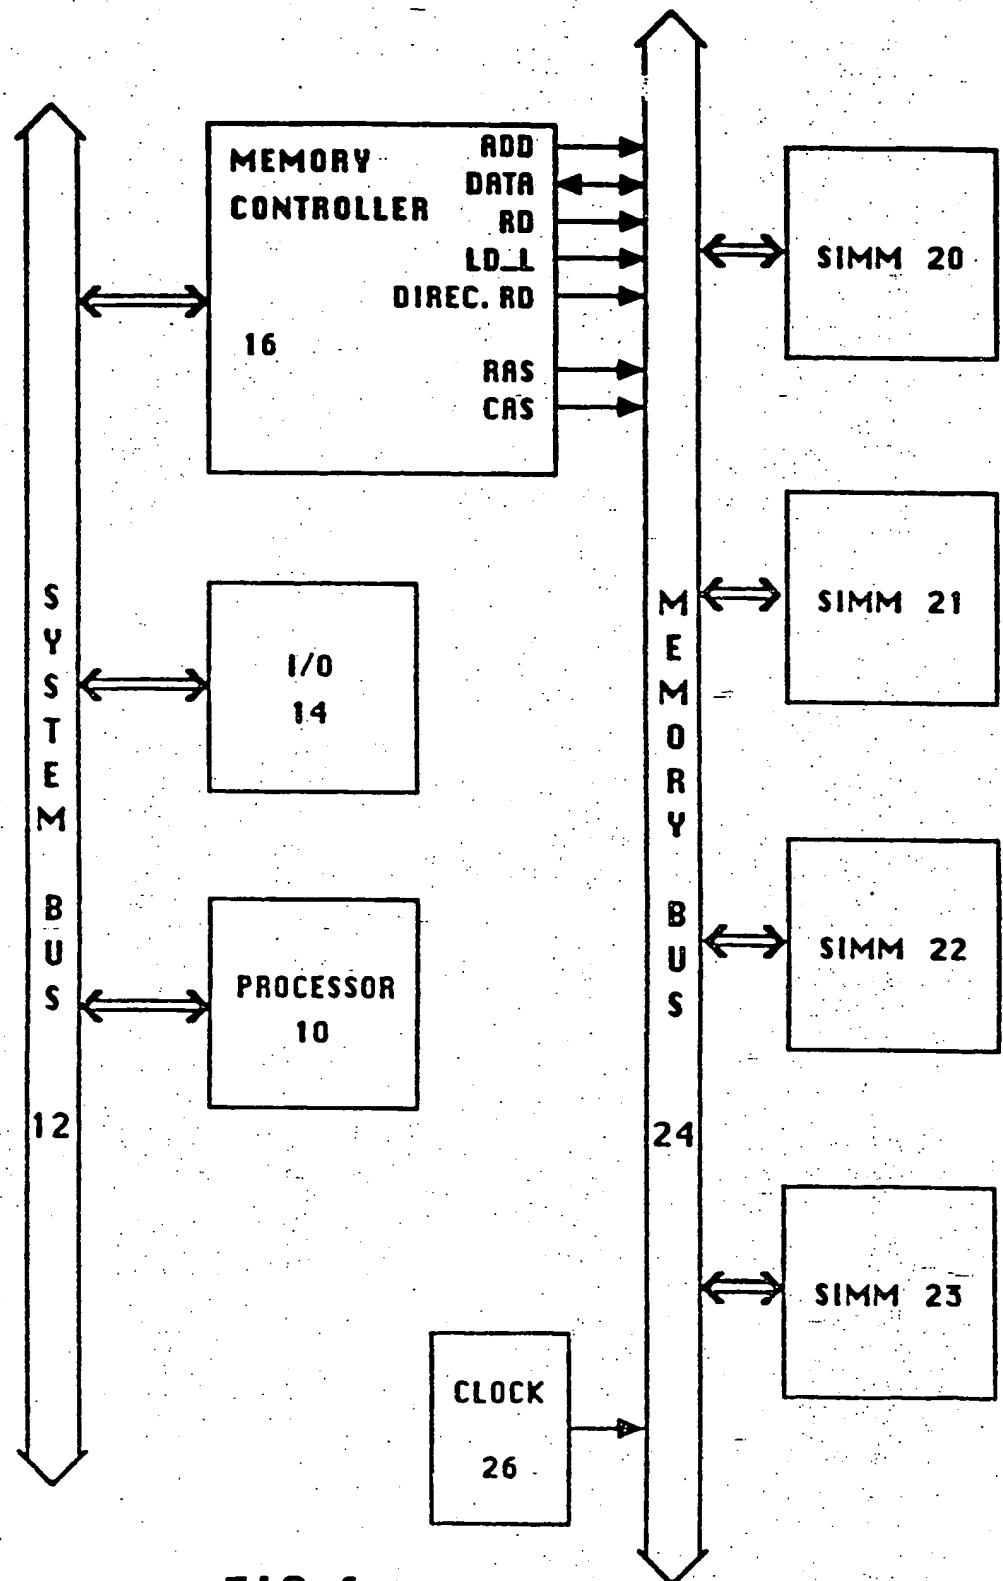 MEMORY
CONTROLLER
16
ADD
DATA
RD
LD_L
DIREC. RD
RAS
CAS
SIMM 20
SIMM 21
SIMM 22
SIMM 23
I/O
14
PROCESSOR
10
SYSTEM BUS
12
MEMORY BUS
24
CLOCK
26